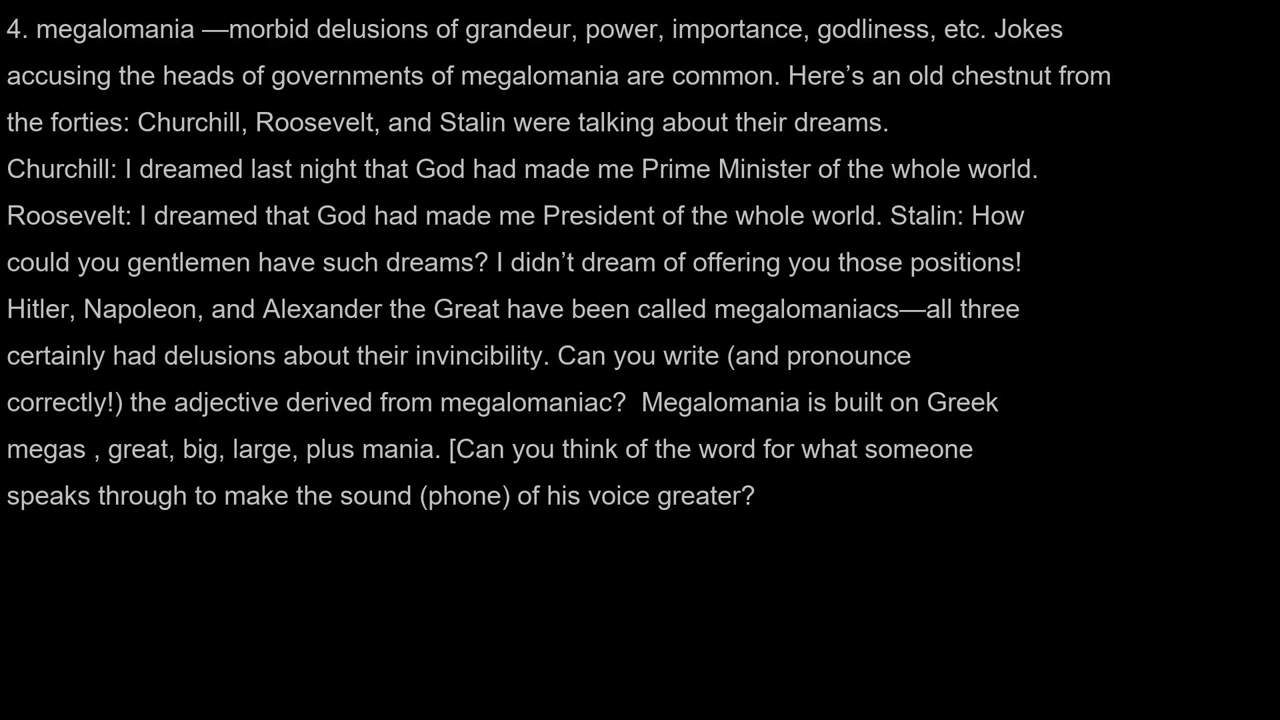 4. megalomania —morbid delusions of grandeur, power, importance, godliness, etc. Jokes
accusing the heads of governments of megalomania are common. Here’s an old chestnut from
the forties: Churchill, Roosevelt, and Stalin were talking about their dreams.
Churchill: I dreamed last night that God had made me Prime Minister of the whole world.
Roosevelt: I dreamed that God had made me President of the whole world. Stalin: How
could you gentlemen have such dreams? I didn’t dream of offering you those positions!
Hitler, Napoleon, and Alexander the Great have been called megalomaniacs—all three
certainly had delusions about their invincibility. Can you write (and pronounce
correctly!) the adjective derived from megalomaniac?  Megalomania is built on Greek
megas , great, big, large, plus mania. [Can you think of the word for what someone
speaks through to make the sound (phone) of his voice greater?